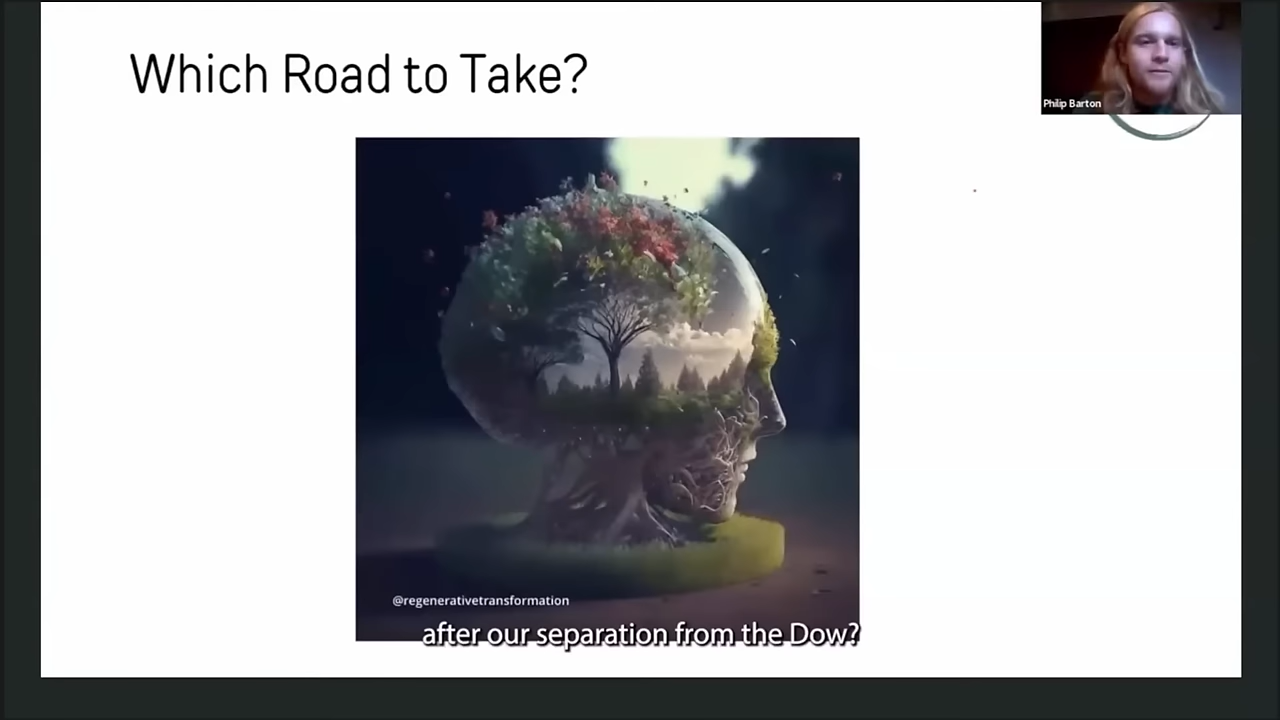 Which Road to Take?
Philip Barton
@regenerativetransformation
after our separation from the Dow?